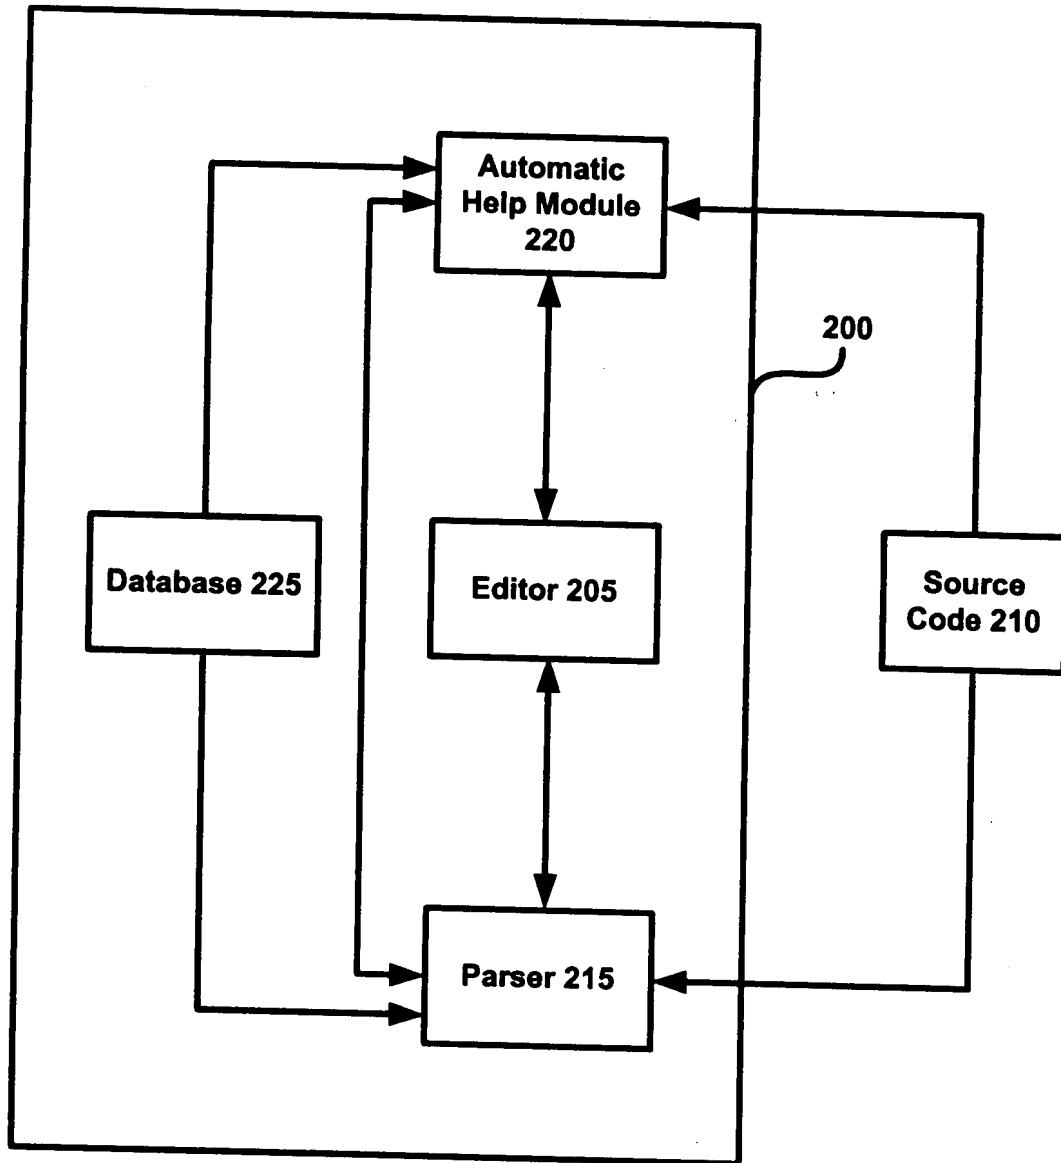 Automatic
Help Module
220
200
Database 225
Editor 205
Source
Code 210
Parser 215